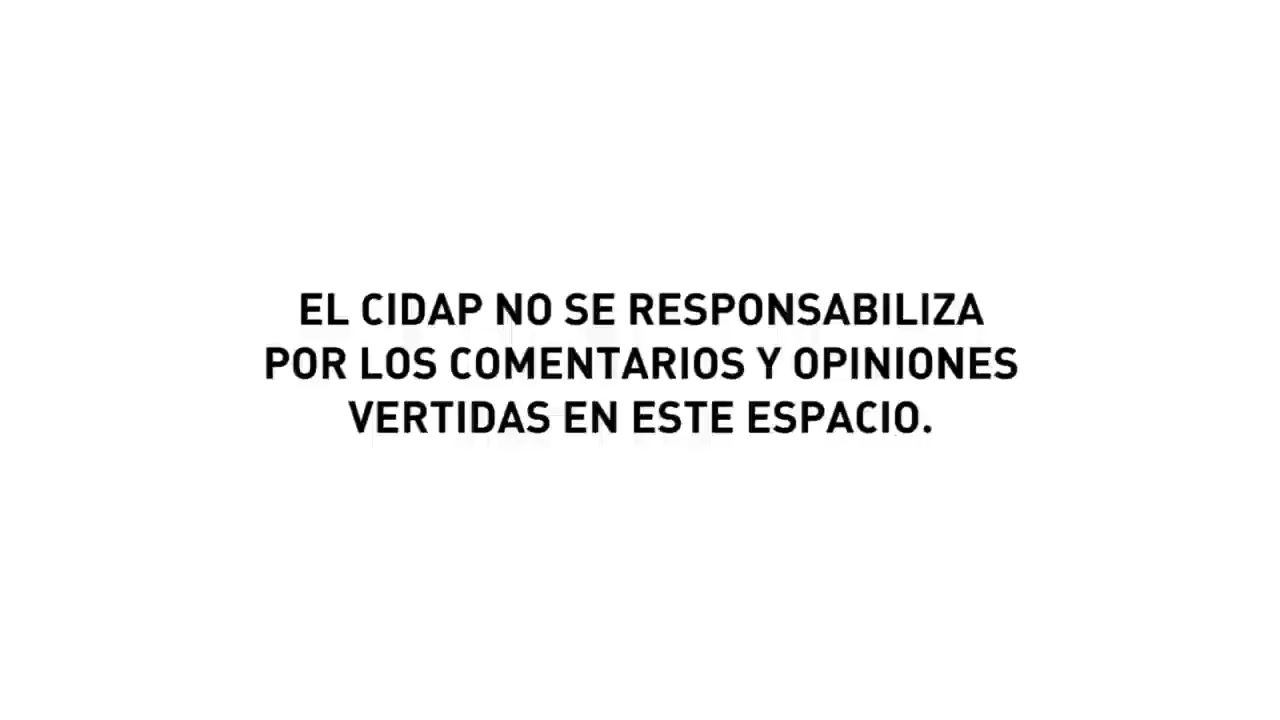 EL CIDAP NO SE RESPONSABILIZA
POR LOS COMENTARIOS Y OPINIONES
VERTIDAS EN ESTE ESPACIO.